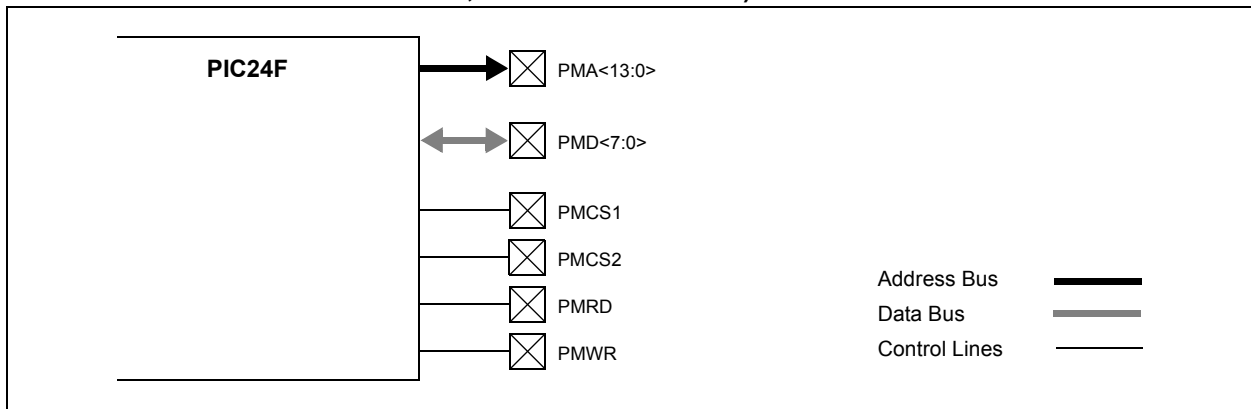 PIC24F
PMA<13:0>
PMD<7:0>
PMCS1
PMCS2
PMRD
PMWR
Address Bus
Data Bus
Control Lines